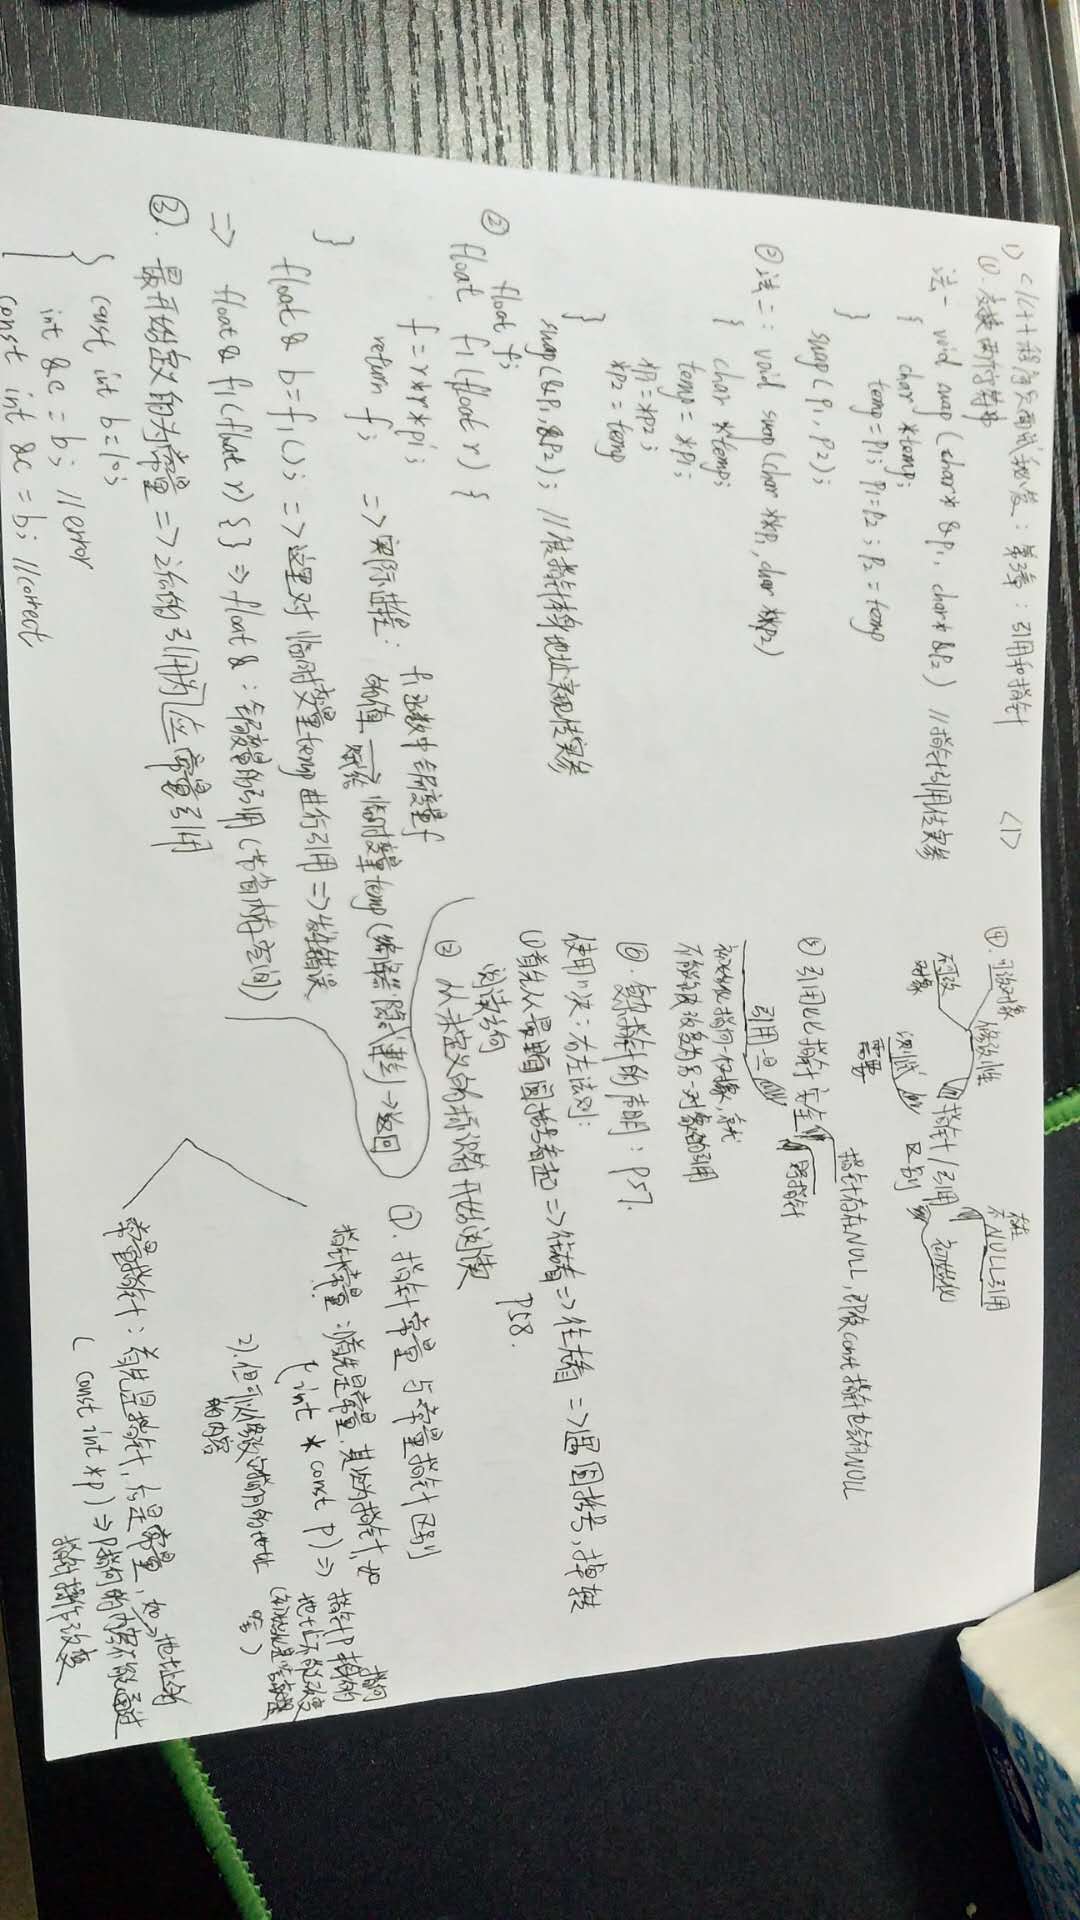 1) C/C++程序员面试秘笈：第3章：引用和指针 <1>
①. 交换两个字符串
法一 void swap (char* &p1, char* &p2) //指针引用传实参
{ char *temp;
temp=p1; p1=p2; p2=temp
}
swap(p1, p2);
②法二: void swap(char **p1, char **p2)
{ char *temp;
temp= *p1;
*p1=*p2;
*p2=temp
}
swap(&p1,&p2); //传指针本身地址实现传实参
② float f;
float f1(float r) {
f=r*r*pi;
return f;
=>实际过程: f1函数中全局变量f
的值 赋给→临时变量temp(编译器隐式建立)→返回
}
float& b=f1(); =>这里对 临时变量temp进行引用=>发生错误
=> float& f1(float r) { } => float& : 全局变量的引用(节省内存空间)
③. 最开始定义的为常量=>之后的引用为应常量引用
{ const int b=10;
int &c = b; //error
const int &c = b; //correct
④. 可改对象
修改性
不可改
对象
测试
需要
指针/引用
区别
存在
不NULL引用
初始化
⑤ 引用比指针安全
指针存在NULL,即使const指针也会有NULL
野指针
引用一旦
初始化指向一个对象,就
不能被改变为另一对象的引用
⑥. 复杂指针的声明: P57.
使用口决: 右左法则:
①首先从最里面圆括号看起=>往右看=>往左看=>遇圆括号,掉转
阅读方向 P58.
② 从未定义的标识符开始阅读
⑦. 指针常量与常量指针区别
指针常量: 1)首先是常量,其次为指针,如
(int * const p) => 指针p本身的指向
地址不能改变
(初始化是啥就是
啥)
2).但可以修改它指向的地址
的内容
常量指针: 首先是指针,后是常量,如
(const int *p) => p指向的地址的内容不能通过
指针操作改变